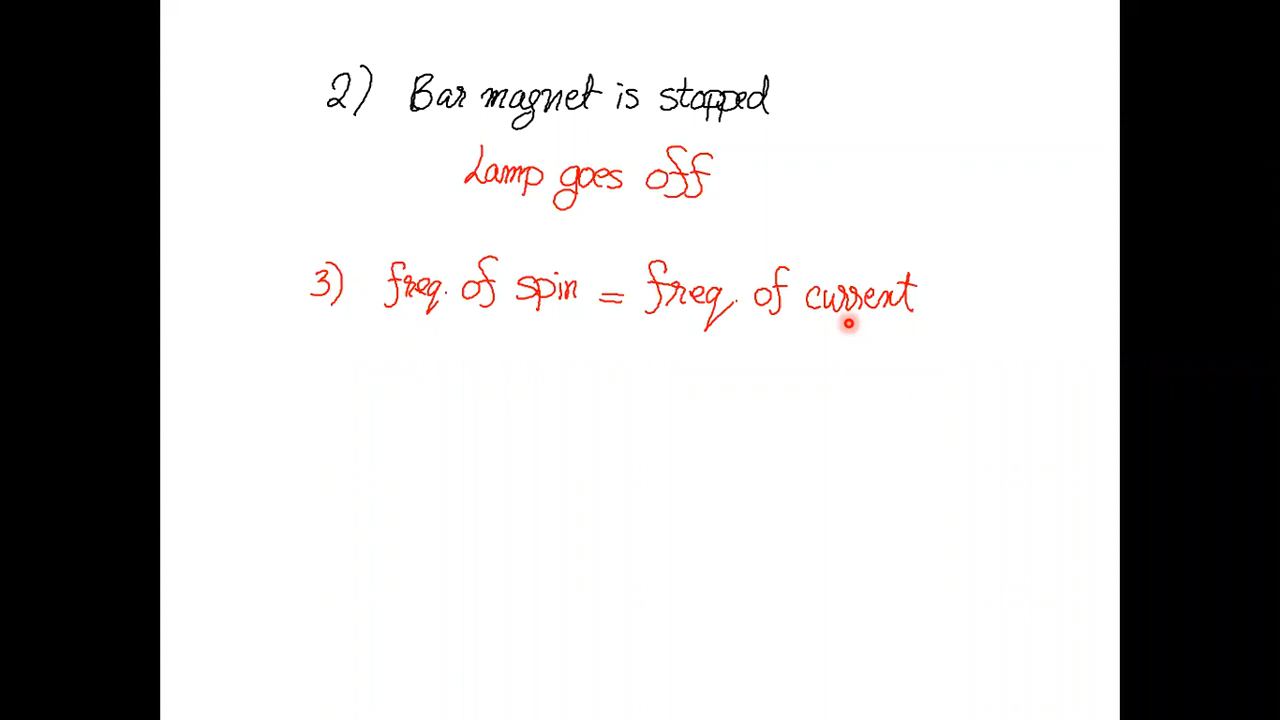 2) Bar magnet is stopped
Lamp goes off
3) freq. of spin = freq. of current